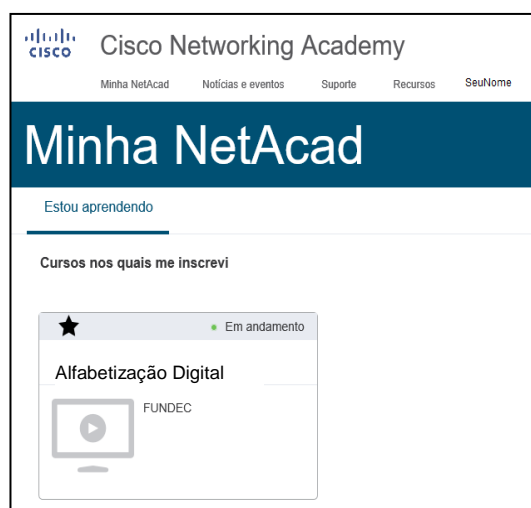 CISCO
Cisco Networking Academy
Minha NetAcad Notícias e eventos Suporte Recursos SeuNome
Minha NetAcad
Estou aprendendo
Cursos nos quais me inscrevi
Em andamento
Alfabetização Digital
FUNDEC